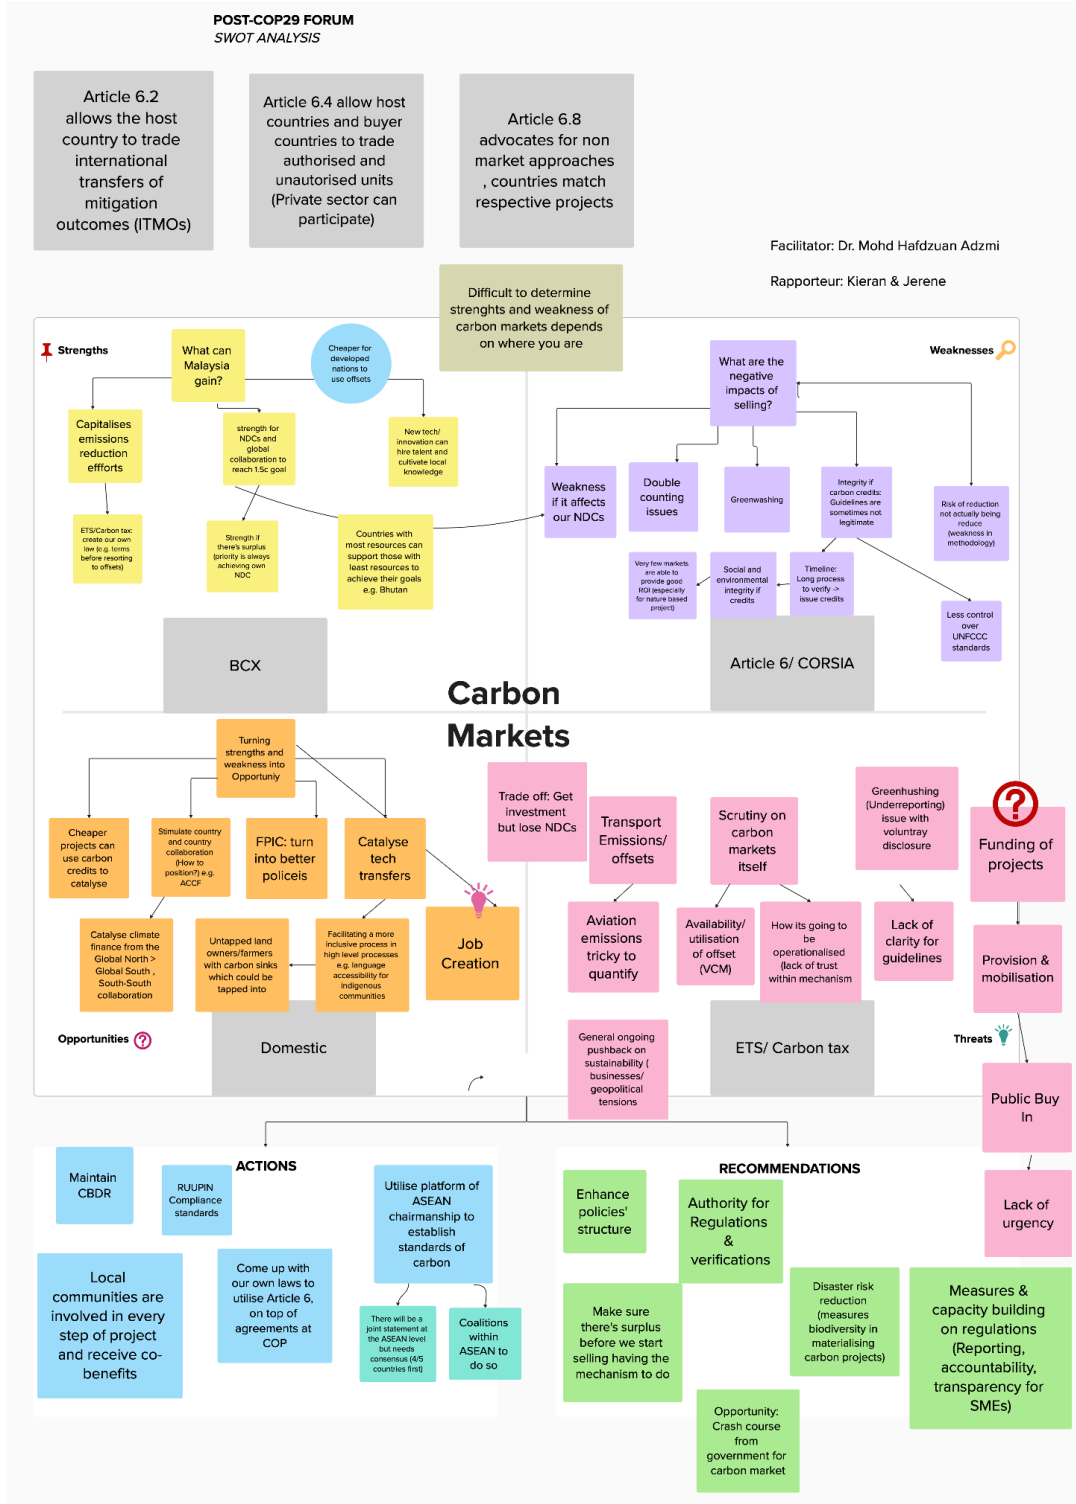 POST-COP29 FORUM
SWOT ANALYSIS
Article 6.2
allows the host
country to trade
international
transfers of
mitigation
outcomes (ITMOs)
Article 6.4 allow host
countries and buyer
countries to trade
authorised and
unautorised units
(Private sector can
participate)
Article 6.8
advocates for non
market approaches
, countries match
respective projects
Facilitator: Dr. Mohd Hafdzuan Adzmi
Rapporteur: Kieran & Jerene
Difficult to determine
strenghts and weakness of
carbon markets depends
on where you are
Strengths
What can
Malaysia
gain?
Cheaper for
developed
nations to
use offsets
Capitalises
emissions
reduction
effforts
strength for
NDCs and
global
collaboration to
reach 1.5c goal
New tech/
innovation can
hire talent and
cultivate local
knowledge
ETS/Carbon tax:
create our own
law (e.g. terms
before resorting
to offsets)
Strength if
there's surplus
(priority is always
achieving own
NDC
Countries with
most resources can
support those with
least resources to
achieve their goals
e.g. Bhutan
BCX
Weaknesses
What are the
negative
impacts of
selling?
Weakness
if it affects
our NDCs
Double
counting
issues
Greenwashing
Integrity if
carbon credits:
Guidelines are
sometimes not
legitimate
Risk of reduction
not actually being
reduce
(weakness in
methodology)
Very few markets
are able to
provide good
ROI (especially
for nature based
project)
Social and
environmental
integrity if
credits
Timeline:
Long process
to verify ->
issue credits
Less control
over
UNFCCC
standards
Article 6/ CORSIA
Carbon
Markets
Turning
strengths and
weakness into
Opportuniy
Cheaper
projects can
use carbon
credits to
catalyse
Stimulate country
and country
collaboration
(How to
position?) e.g.
ACCF
FPIC: turn
into better
policeis
Catalyse
tech
transfers
Catalyse climate
finance from the
Global North >
Global South ,
South-South
collaboration
Untapped land
owners/farmers
with carbon sinks
which could be
tapped into
Facilitating a more
inclusive process in
high level processes
e.g. language
accessibility for
indigenous
communities
Job
Creation
Opportunities
Domestic
Trade off: Get
investment
but lose NDCs
Transport
Emissions/
offsets
Scrutiny on
carbon
markets
itself
Greenhushing
(Underreporting)
issue with
voluntray
disclosure
Funding of
projects
Aviation
emissions
tricky to
quantify
Availability/
utilisation
of offset
(VCM)
How its going to
be
operationalised
(lack of trust
within mechanism
Lack of
clarity for
guidelines
Provision &
mobilisation
General ongoing
pushback on
sustainability (
businesses/
geopolitical
tensions
ETS/ Carbon tax
Threats
Public Buy
In
Lack of
urgency
ACTIONS
Maintain
CBDR
RUUPIN
Compliance
standards
Utilise platform of
ASEAN
chairmanship to
establish
standards of
carbon
Local
communities are
involved in every
step of project
and receive co-
benefits
Come up with
our own laws to
utilise Article 6,
on top of
agreements at
COP
There will be a
joint statement at
the ASEAN level
but needs
consensus (4/5
countries first)
Coalitions
within
ASEAN to
do so
RECOMMENDATIONS
Enhance
policies'
structure
Authority for
Regulations
&
verifications
Make sure
there's surplus
before we start
selling having the
mechanism to do
Disaster risk
reduction
(measures
biodiversity in
materialising
carbon projects)
Measures &
capacity building
on regulations
(Reporting,
accountability,
transparency for
SMEs)
Opportunity:
Crash course
from
government for
carbon market